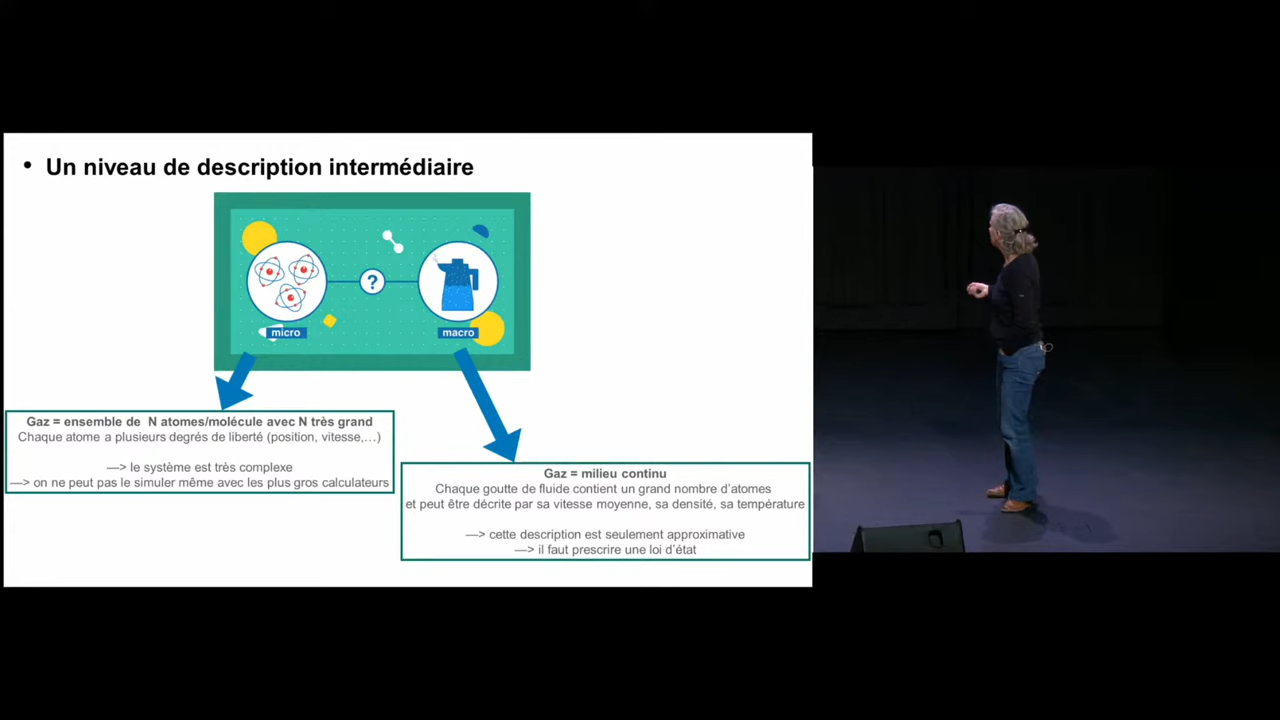 • Un niveau de description intermédiaire
?
micro
macro
Gaz = ensemble de N atomes/molécule avec N très grand
Chaque atome a plusieurs degrés de liberté (position, vitesse,…)
—> le système est très complexe
—> on ne peut pas le simuler même avec les plus gros calculateurs
Gaz = milieu continu
Chaque goutte de fluide contient un grand nombre d'atomes
et peut être décrite par sa vitesse moyenne, sa densité, sa température
—> cette description est seulement approximative
—> il faut prescrire une loi d'état